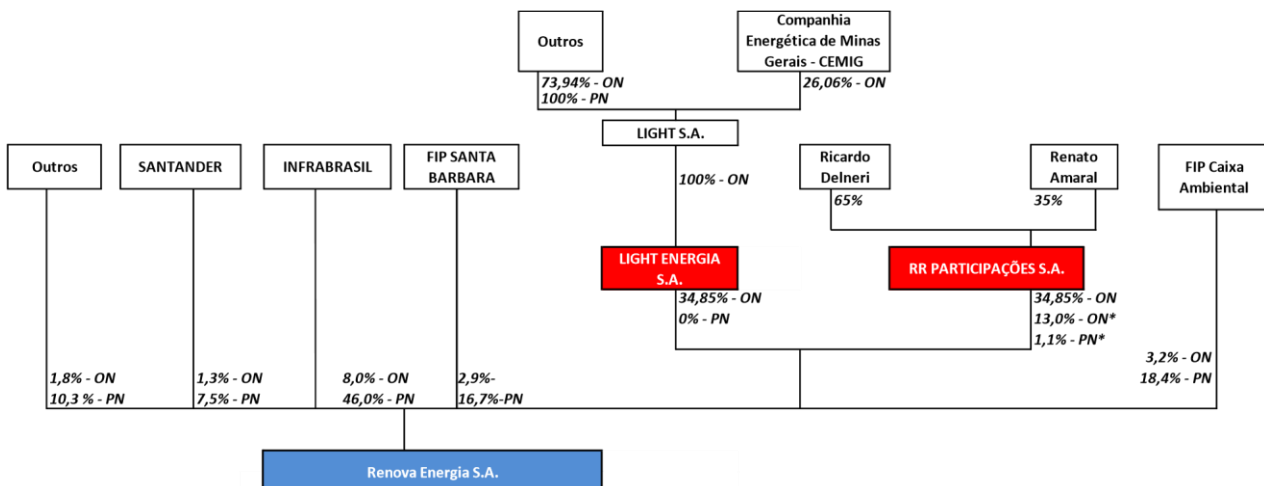 Outros
Companhia
Energética de Minas
Gerais - CEMIG
73,94% - ON
100% - PN
26,06% - ON
LIGHT S.A.
Outros
SANTANDER
INFRABRASIL
FIP SANTA
BARBARA
100% - ON
Ricardo
Delneri
Renato
Amaral
FIP Caixa
Ambiental
65%
35%
LIGHT ENERGIA
S.A.
RR PARTICIPAÇÕES S.A.
34,85% - ON
0% - PN
34,85% - ON
13,0% - ON*
1,1% - PN*
1,8% - ON
10,3 % - PN
1,3% - ON
7,5% - PN
8,0% - ON
46,0% - PN
2,9%-
16,7%-PN
3,2% - ON
18,4% - PN
Renova Energia S.A.